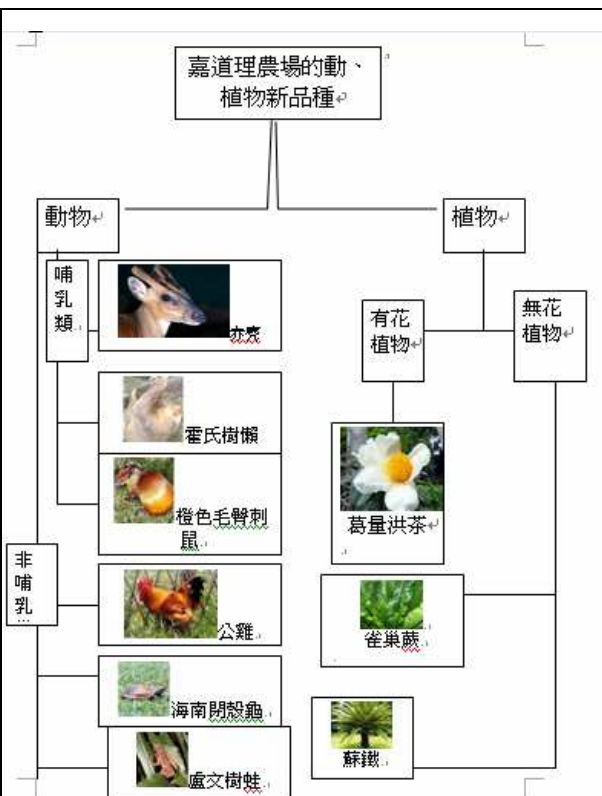 嘉道理農場的動、
植物新品種
動物
植物
哺
乳
類
赤麂
有花
植物
無花
植物
霍氏樹懶
橙色毛臀刺
鼠
葛量洪茶
非
哺
乳
…
公雞
雀巢蕨
海南閉殼龜
蘇鐵
盧文樹蛙